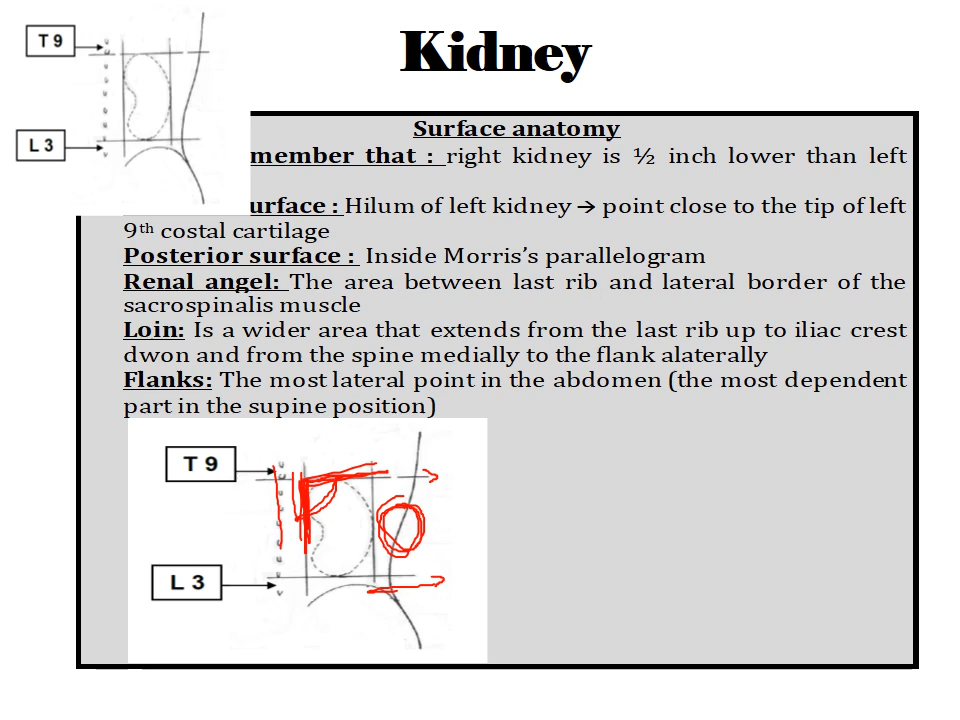 T 9
L 3
Kidney
Surface anatomy
member that : right kidney is ½ inch lower than left
urface : Hilum of left kidney → point close to the tip of left
9th costal cartilage
Posterior surface : Inside Morris’s parallelogram
Renal angel: The area between last rib and lateral border of the
sacrospinalis muscle
Loin: Is a wider area that extends from the last rib up to iliac crest
dwon and from the spine medially to the flank alaterally
Flanks: The most lateral point in the abdomen (the most dependent
part in the supine position)
T 9
L 3